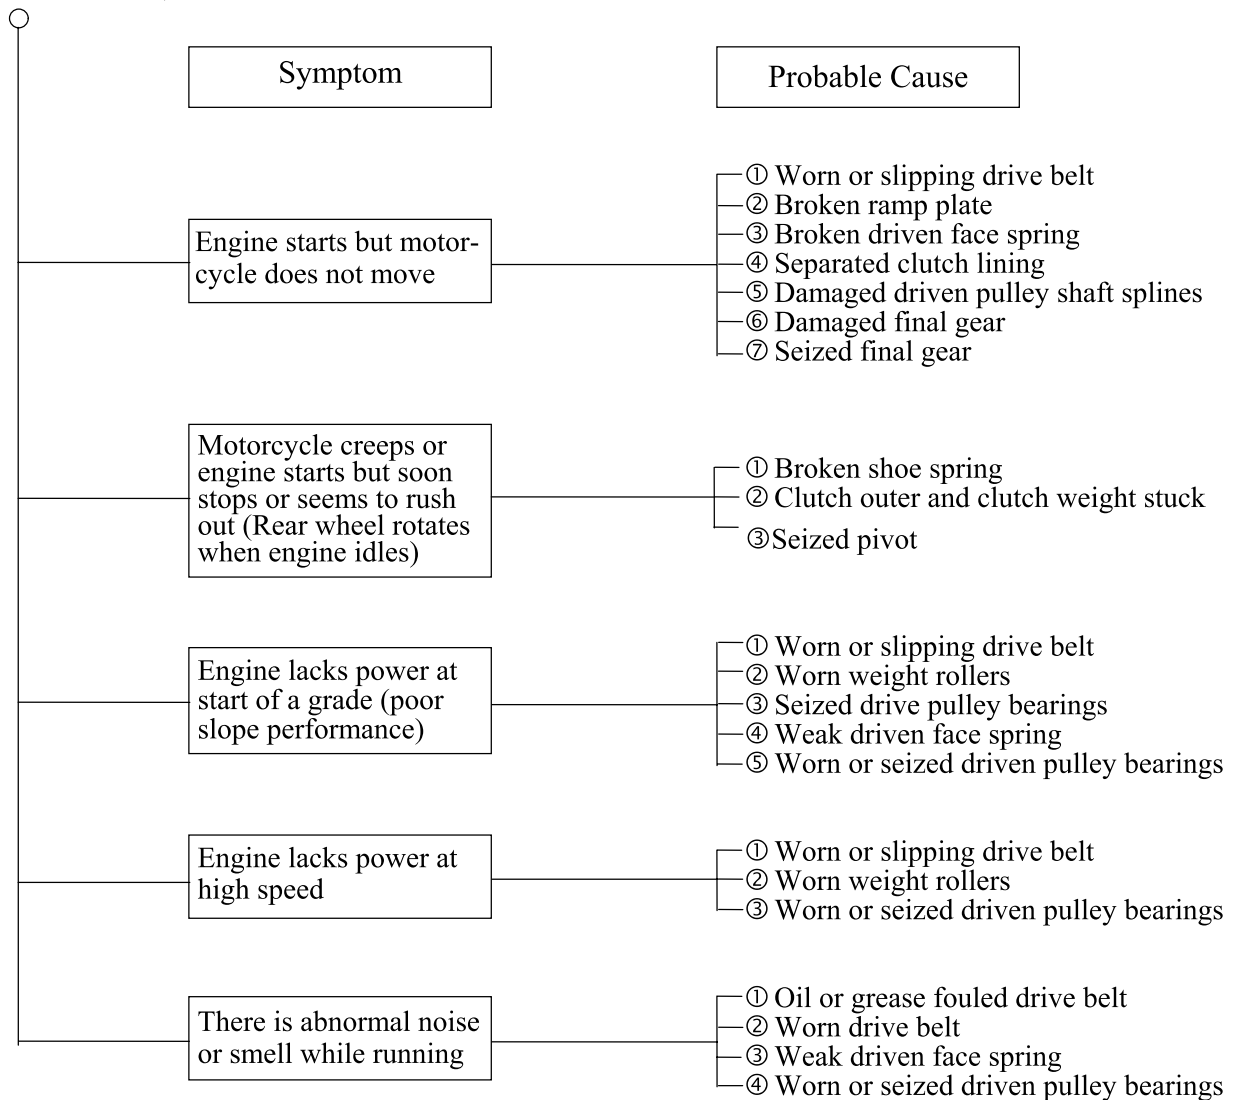 Symptom
Probable Cause
Engine starts but motor-
cycle does not move
① Worn or slipping drive belt
② Broken ramp plate
③ Broken driven face spring
④ Separated clutch lining
⑤ Damaged driven pulley shaft splines
⑥ Damaged final gear
⑦ Seized final gear
Motorcycle creeps or
engine starts but soon
stops or seems to rush
out (Rear wheel rotates
when engine idles)
① Broken shoe spring
② Clutch outer and clutch weight stuck
③Seized pivot
Engine lacks power at
start of a grade (poor
slope performance)
① Worn or slipping drive belt
② Worn weight rollers
③ Seized drive pulley bearings
④ Weak driven face spring
⑤ Worn or seized driven pulley bearings
Engine lacks power at
high speed
① Worn or slipping drive belt
② Worn weight rollers
③ Worn or seized driven pulley bearings
There is abnormal noise
or smell while running
① Oil or grease fouled drive belt
② Worn drive belt
③ Weak driven face spring
④ Worn or seized driven pulley bearings